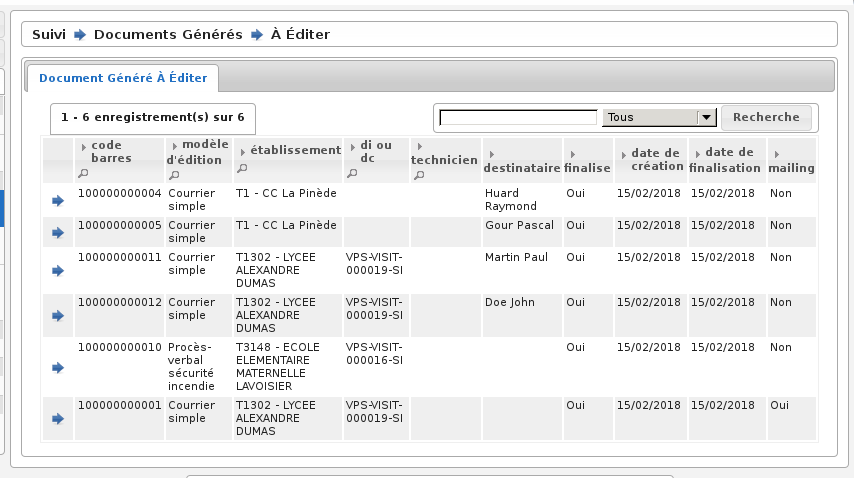 Suivi Documents Générés À Éditer
Document Généré À Éditer
1 - 6 enregistrement(s) sur 6
Tous Recherche
code barres modèle d'édition établissement di ou dc technicien destinataire finalise date de création date de finalisation mailing
100000000004 Courrier simple T1 - CC La Pinède Huard Raymond Oui 15/02/2018 15/02/2018 Non
100000000005 Courrier simple T1 - CC La Pinède Gour Pascal Oui 15/02/2018 15/02/2018 Non
100000000011 Courrier simple T1302 - LYCEE ALEXANDRE DUMAS VPS-VISIT-000019-SI Martin Paul Oui 15/02/2018 15/02/2018 Non
100000000012 Courrier simple T1302 - LYCEE ALEXANDRE DUMAS VPS-VISIT-000019-SI Doe John Oui 15/02/2018 15/02/2018 Non
100000000010 Procès-verbal sécurité incendie T3148 - ECOLE ELEMENTAIRE MATERNELLE LAVOISIER VPS-VISIT-000016-SI Oui 15/02/2018 15/02/2018 Non
100000000001 Courrier simple T1302 - LYCEE ALEXANDRE DUMAS VPS-VISIT-000019-SI Oui 15/02/2018 15/02/2018 Oui